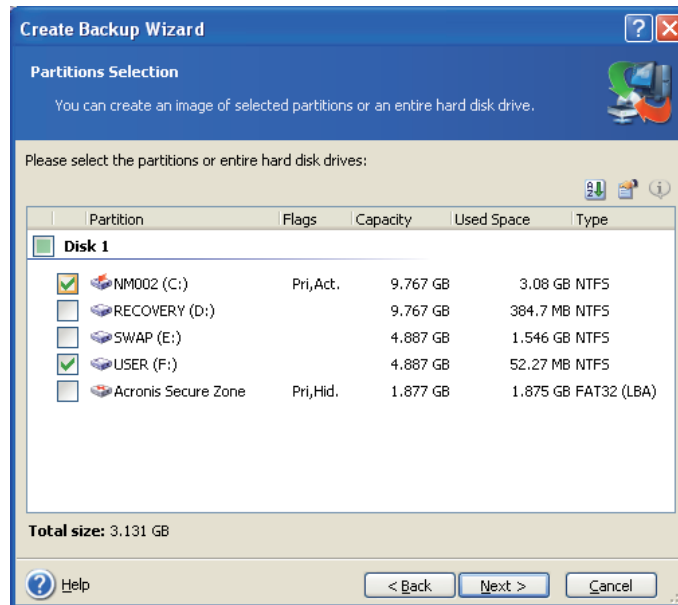 Create Backup Wizard
Partitions Selection
You can create an image of selected partitions or an entire hard disk drive.
Please select the partitions or entire hard disk drives:
Partition Flags Capacity Used Space Type
Disk 1
NM002 (C:) Pri,Act. 9.767 GB 3.08 GB NTFS
RECOVERY (D:) 9.767 GB 384.7 MB NTFS
SWAP (E:) 4.887 GB 1.546 GB NTFS
USER (F:) 4.887 GB 52.27 MB NTFS
Acronis Secure Zone Pri,Hid. 1.877 GB 1.875 GB FAT32 (LBA)
Total size: 3.131 GB
Help < Back Next > Cancel